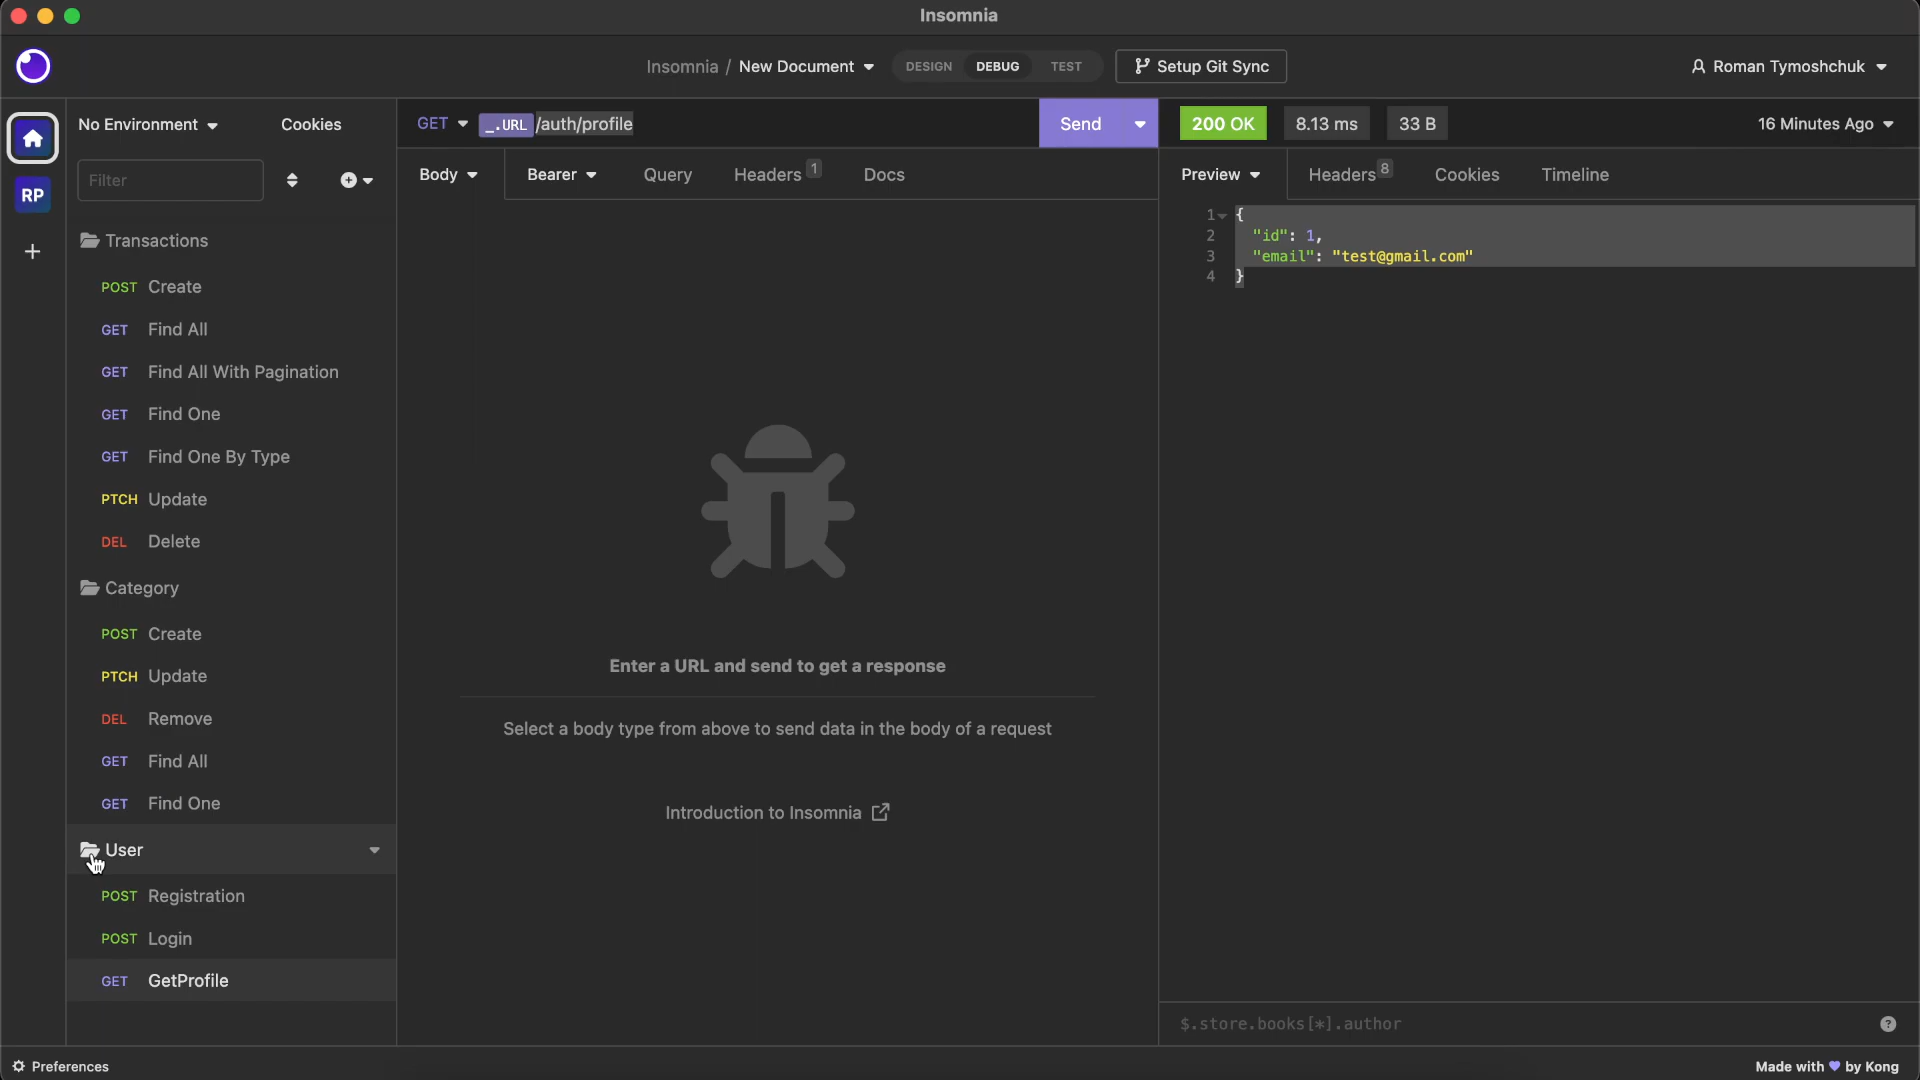 Insomnia
Insomnia / New Document
DESIGN DEBUG TEST
Setup Git Sync
Roman Tymoshchuk
RP
No Environment
Cookies
Filter
Transactions
POST Create
GET Find All
GET Find All With Pagination
GET Find One
GET Find One By Type
PTCH Update
DEL Delete
Category
POST Create
PTCH Update
DEL Remove
GET Find All
GET Find One
User
POST Registration
POST Login
GET GetProfile
GET _.URL /auth/profile
Send
Body Bearer Query Headers 1 Docs
Enter a URL and send to get a response
Select a body type from above to send data in the body of a request
Introduction to Insomnia
200 OK 8.13 ms 33 B 16 Minutes Ago
Preview Headers 8 Cookies Timeline
1 {
2 "id": 1,
3 "email": "test@gmail.com"
4 }
$.store.books[*].author
?
Preferences
Made with ♥ by Kong